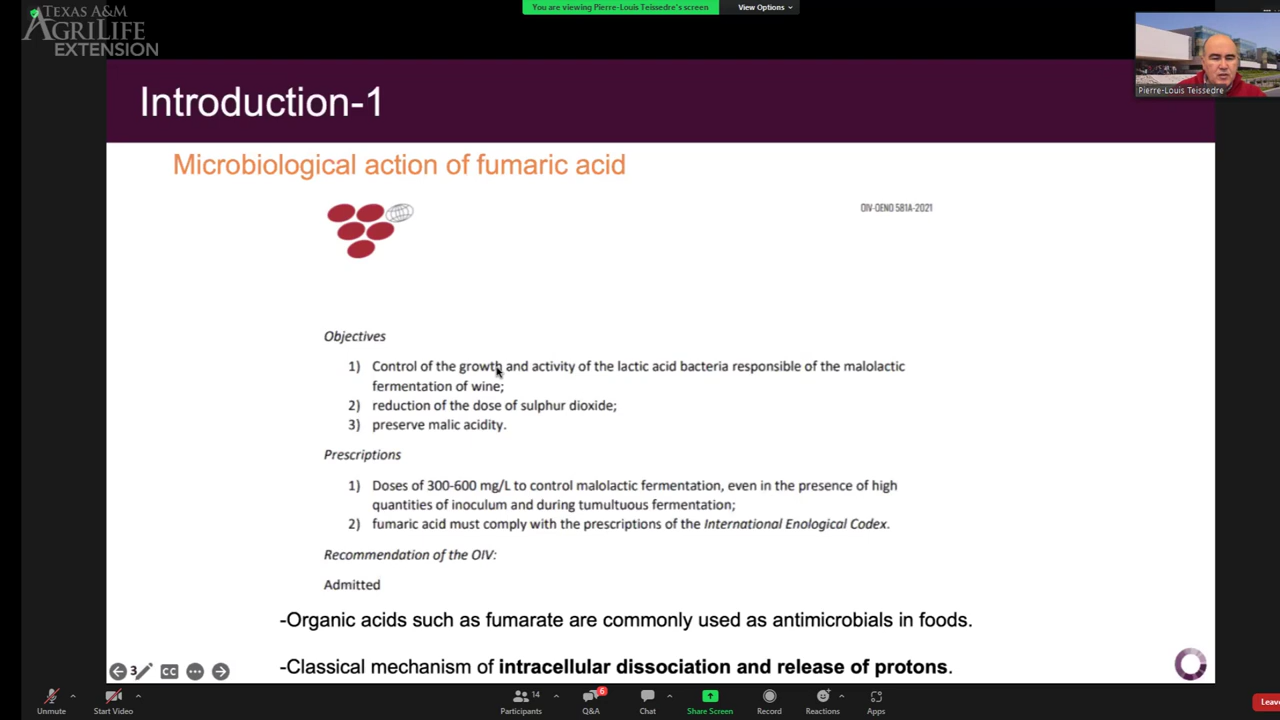 You are viewing Pierre-Louis Teissedre's screen
View Options
TEXAS A&M
AGRILIFE
EXTENSION
Pierre-Louis Teissedre
Introduction-1
Microbiological action of fumaric acid
OIV-OENO 581A-2021
Objectives
1) Control of the growth and activity of the lactic acid bacteria responsible of the malolactic
fermentation of wine;
2) reduction of the dose of sulphur dioxide;
3) preserve malic acidity.
Prescriptions
1) Doses of 300-600 mg/L to control malolactic fermentation, even in the presence of high
quantities of inoculum and during tumultuous fermentation;
2) fumaric acid must comply with the prescriptions of the International Enological Codex.
Recommendation of the OIV:
Admitted
-Organic acids such as fumarate are commonly used as antimicrobials in foods.
-Classical mechanism of intracellular dissociation and release of protons.
3
CC
14
6
Unmute
Start Video
Participants
Q&A
Chat
Share Screen
Record
Reactions
Apps
Leav